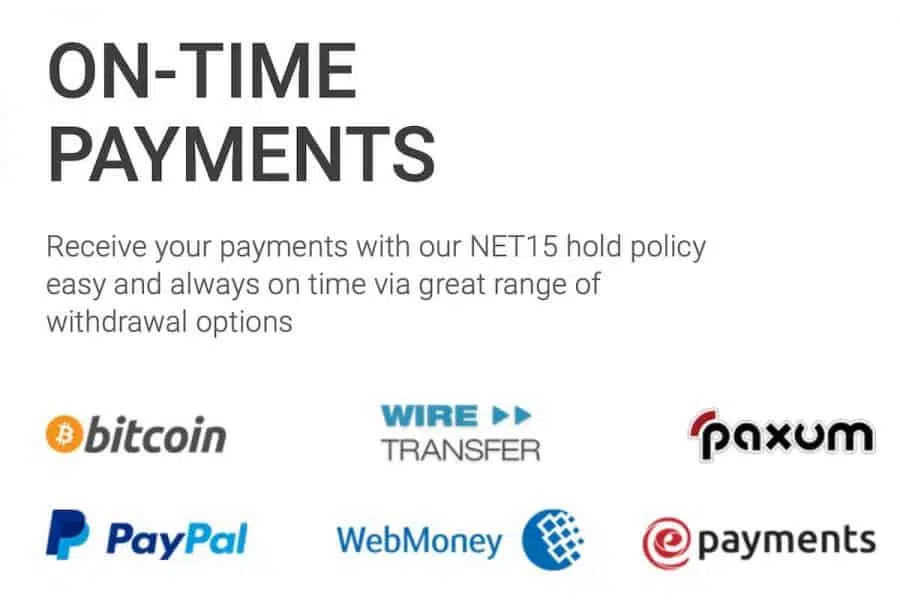 ON-TIME
PAYMENTS
Receive your payments with our NET15 hold policy
easy and always on time via great range of
withdrawal options
bitcoin
WIRE
TRANSFER
paxum
PayPal
WebMoney
epayments